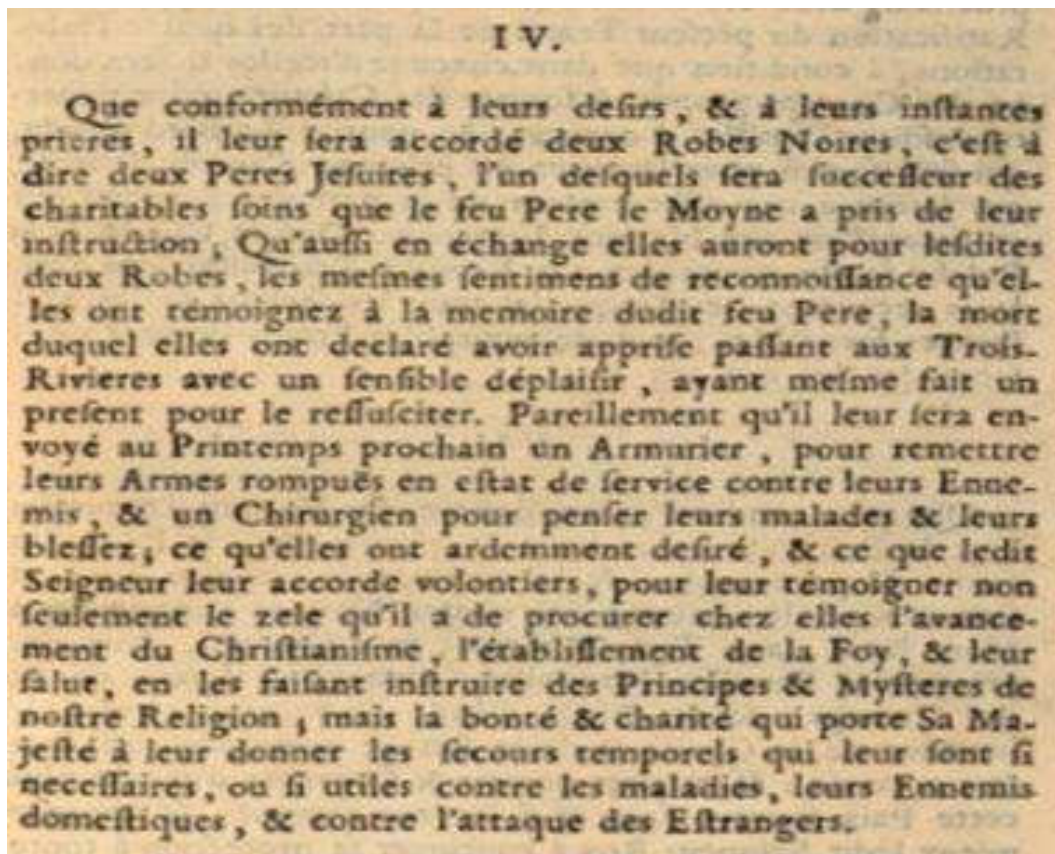 IV.
Que conformément à leurs deſirs, & à leurs inſtantes
prieres, il leur ſera accordé deux Robes Noires, c'eſt à
dire deux Peres Jeſuites, l'un deſquels ſera ſucceſſeur des
charitables ſoins que le feu Pere le Moyne a pris de leur
inſtruction; Qu'auſſi en échange elles auront pour leſdites
deux Robes, les meſmes ſentimens de reconnoiſſance qu'el-
les ont témoignez à la memoire dudit feu Pere, la mort
duquel elles ont declaré avoir appriſe paſſant aux Trois-
Rivieres avec un ſenſible déplaiſir, ayant meſme fait un
preſent pour le reſſuſciter. Pareillement qu'il leur ſera en-
voyé au Printemps prochain un Armurier, pour remettre
leurs Armes rompuës en eſtat de ſervice contre leurs Enne-
mis, & un Chirurgien pour penſer leurs malades & leurs
bleſſez; ce qu'elles ont ardemment deſiré, & ce que ledit
Seigneur leur accorde volontiers, pour leur témoigner non
ſeulement le zele qu'il a de procurer chez elles l'avance-
ment du Chriſtianiſme, l'établiſſement de la Foy, & leur
ſalut, en les faiſant inſtruire des Principes & Myſteres de
noſtre Religion; mais la bonté & charité qui porte Sa Ma-
jeſté à leur donner les ſecours temporels qui leur ſont ſi
neceſſaires, ou ſi utiles contre les maladies, leurs Ennemis
domeſtiques, & contre l'attaque des Eſtrangers.